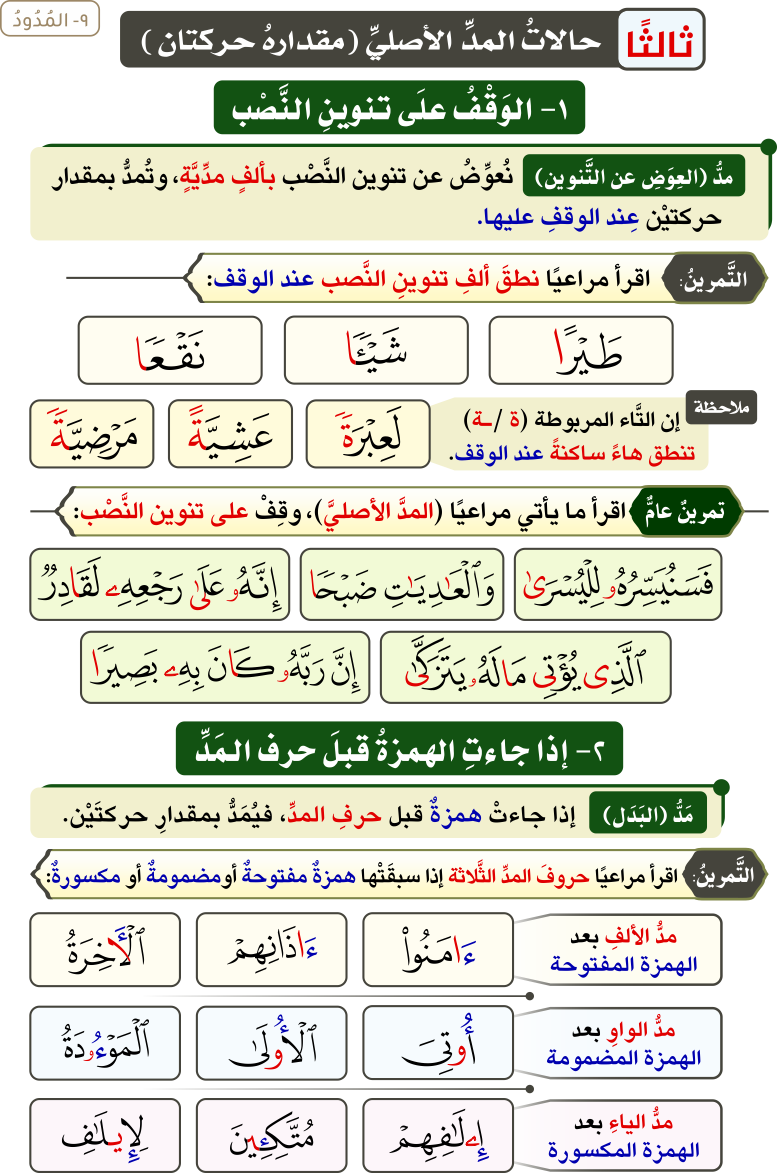 ٩- المُدُودُ
ثالثًا حالاتُ المدِّ الأصليِّ (مقدارهُ حركتان)
١- الوَقْفُ علَى تنوينِ النَّصْب
مدُّ (العِوَضِ عن التَّنوين) نُعوِّضُ عن تنوين النَّصْب بألفٍ مدِّيَّةٍ، وتُمدُّ بمقدار
حركتيْن عِند الوقفِ عليها.
التَّمرينُ: اقرأ مراعيًا نطقَ ألفِ تنوينِ النَّصب عند الوقف:
طَيْرًا شَيْـًٔا نَقْعًا
ملاحظة إن التَّاء المربوطة (ة / ـة)
تنطق هاءً ساكنةً عند الوقف.
لَعِبْرَةً عَشِيَّةً مَرْضِيَّةً
تمرينٌ عامٌّ اقرأ ما يأتي مراعيًا (المدَّ الأصليَّ)، وقِفْ على تنوين النَّصْب:
فَسَنُيَسِّرُهُۥ لِلْيُسْرَىٰ وَٱلْعَـٰدِيَـٰتِ ضَبْحًا إِنَّهُۥ عَلَىٰ رَجْعِهِۦ لَقَادِرٌ
ٱلَّذِى يُؤْتِى مَالَهُۥ يَتَزَكَّىٰ إِنَّ رَبَّهُۥ كَانَ بِهِۦ بَصِيرًا
٢- إذا جاءتِ الهمزةُ قبلَ حرف المَدِّ
مَدُّ (البَدَل) إذا جاءتْ همزةٌ قبل حرفِ المدِّ، فيُمَدُّ بمقدارِ حركتَيْن.
التَّمرينُ: اقرأ مراعيًا حروفَ المدِّ الثَّلاثة إذا سبقَتْها همزةٌ مفتوحةٌ أو مضمومةٌ أو مكسورةٌ:
مدُّ الألفِ بعد
الهمزة المفتوحة
ءَامَنُوا۟ ءَاذَانِهِمْ ٱلْـَٔاخِرَةُ
مدُّ الواوِ بعد
الهمزة المضمومة
أُوتِىَ ٱلْأُولَىٰ ٱلْمَوْءُۥدَةُ
مدُّ الياءِ بعد
الهمزة المكسورة
إِۦلَـٰفِهِمْ مُتَّكِـِٔينَ لِإِيلَـٰفِ